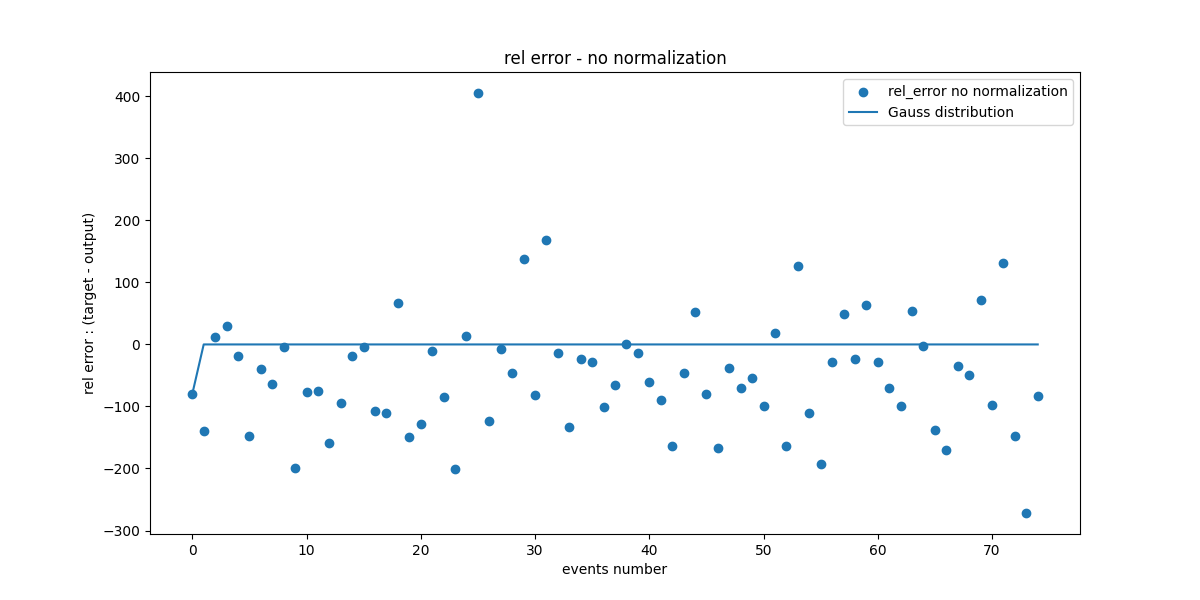 rel error - no normalization
rel_error no normalization
Gauss distribution
rel error : (target - output)
400
300
200
100
0
−100
−200
−300
0 10 20 30 40 50 60 70
events number